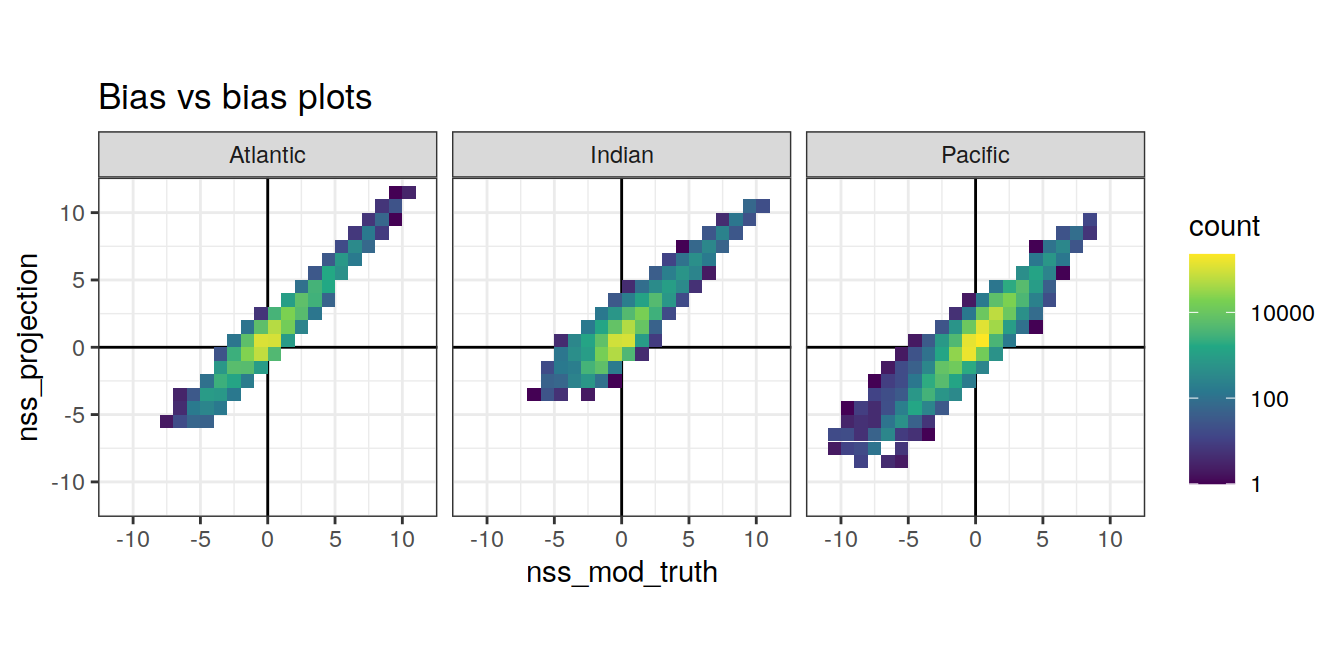 Bias vs bias plots
Atlantic
Indian
Pacific
nss_projection
10
5
0
-5
-10
-10 -5 0 5 10
-10 -5 0 5 10
-10 -5 0 5 10
nss_mod_truth
count
10000
100
1